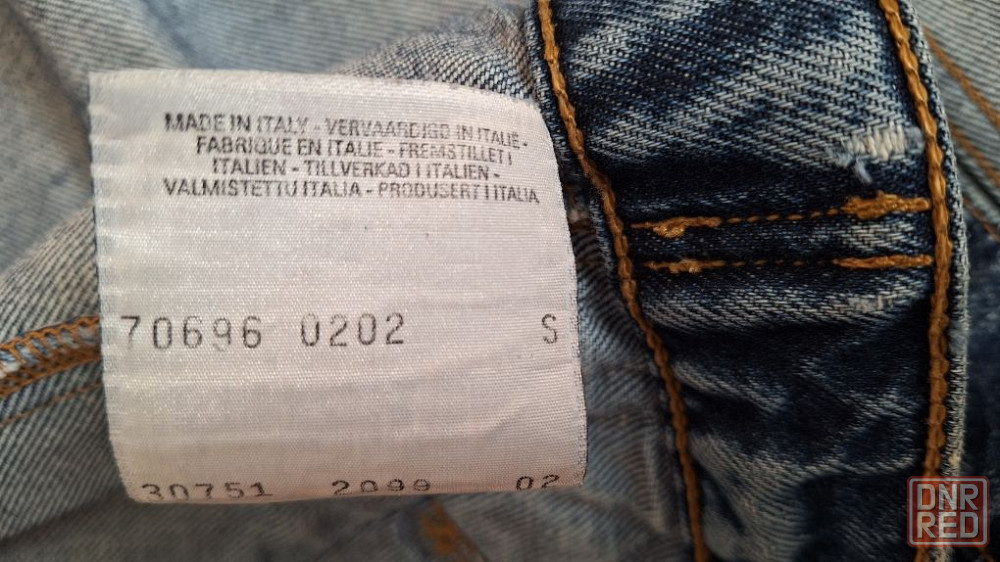 MADE IN ITALY - VERVAARDIGD IN ITALIË -
FABRIQUE EN ITALIE - FREMSTILLET I
ITALIEN - TILLVERKAD I ITALIEN -
VALMISTETTU ITALIA - PRODUSERT I ITALIA
70696 0202 S
30751 2099 02
DNR
RED